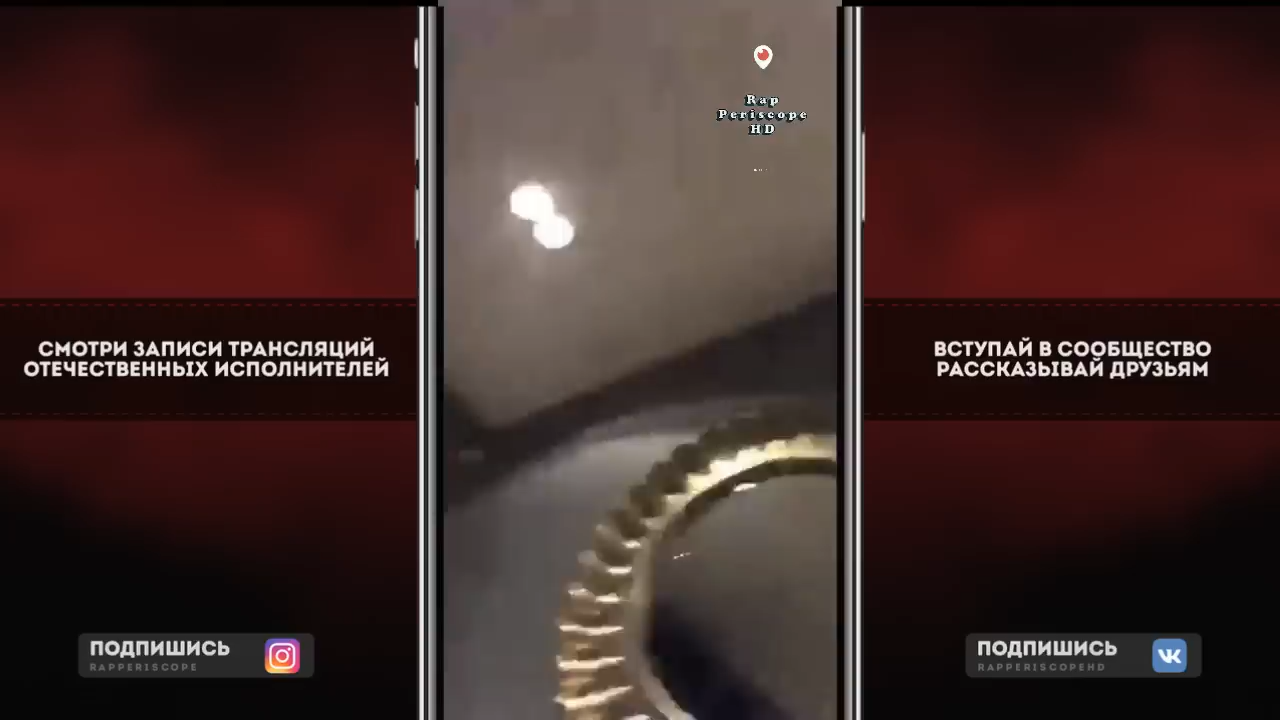 Rap
Periscope
HD
СМОТРИ ЗАПИСИ ТРАНСЛЯЦИЙ
ОТЕЧЕСТВЕННЫХ ИСПОЛНИТЕЛЕЙ
ВСТУПАЙ В СООБЩЕСТВО
РАССКАЗЫВАЙ ДРУЗЬЯМ
ПОДПИШИСЬ
RAPPERISCOPE
ПОДПИШИСЬ
RAPPERISCOPEHD